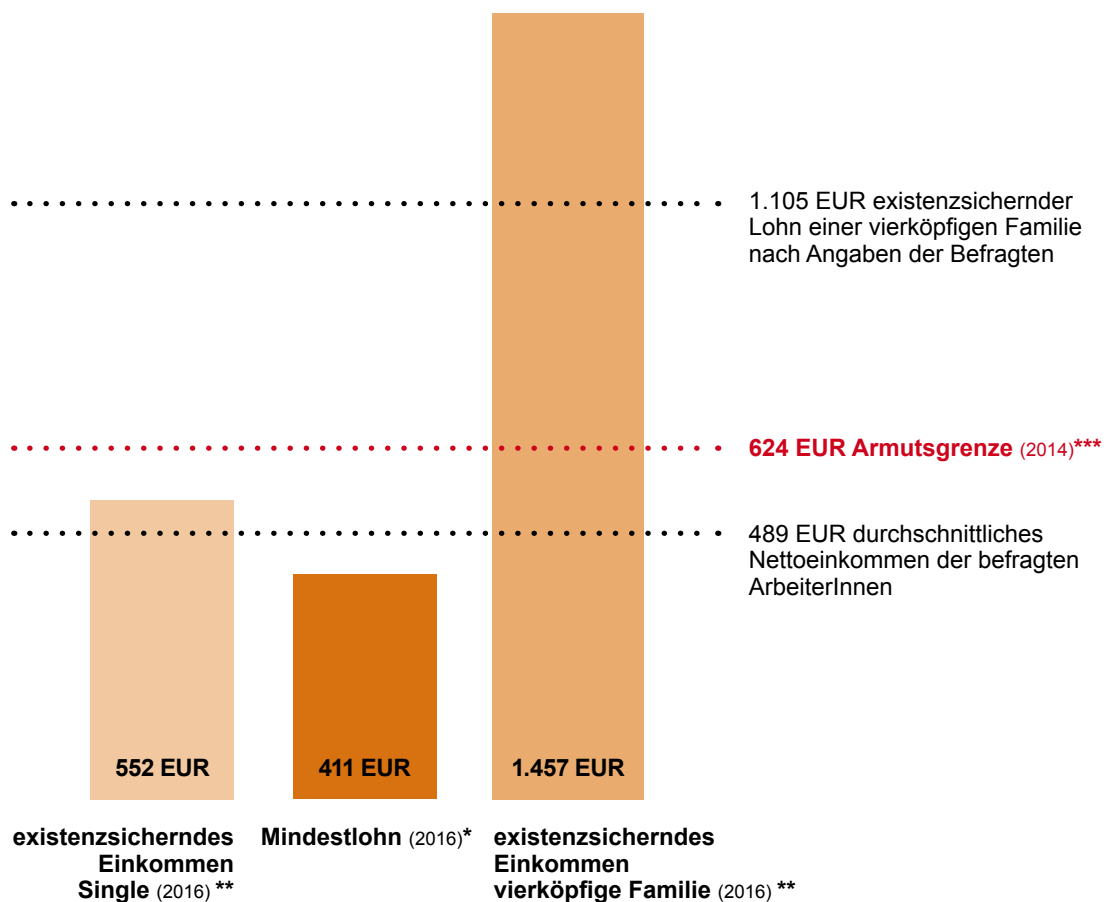 1.105 EUR existenzsichernder
Lohn einer vierköpfigen Familie
nach Angaben der Befragten
624 EUR Armutsgrenze (2014)***
489 EUR durchschnittliches
Nettoeinkommen der befragten
ArbeiterInnen
552 EUR
411 EUR
1.457 EUR
existenzsicherndes
Einkommen
Single (2016) **
Mindestlohn (2016)*
existenzsicherndes
Einkommen
vierköpfige Familie (2016) **